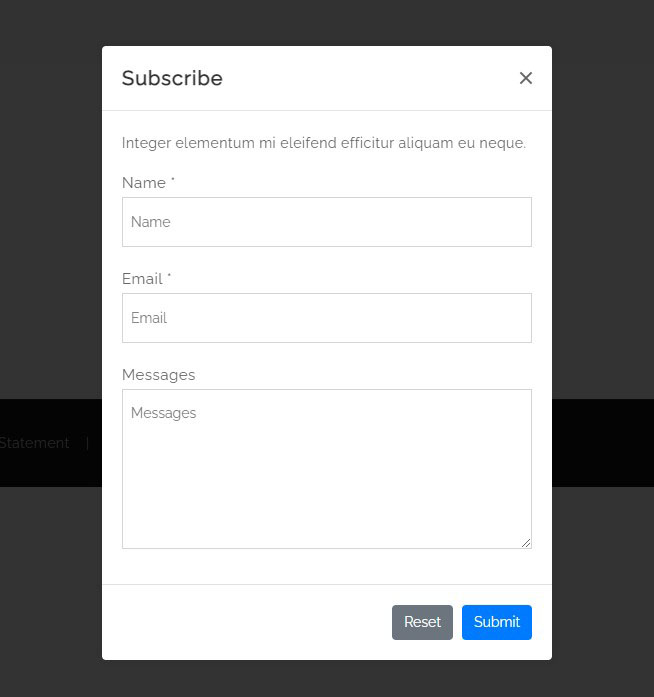 Subscribe
Integer elementum mi eleifend efficitur aliquam eu neque.
Name *
Name
Email *
Email
Messages
Statement |
Messages
Reset Submit